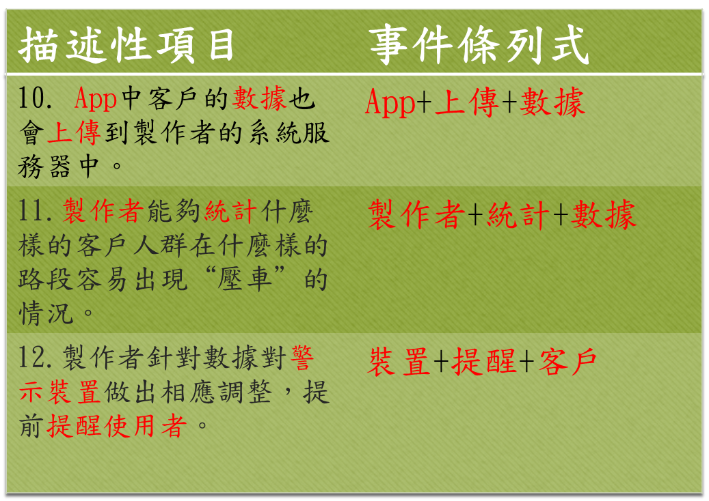 描述性項目 事件條列式
10. App中客戶的數據也
會上傳到製作者的系統服
務器中。
App+上傳+數據
11.製作者能夠統計什麼
樣的客戶人群在什麼樣的
路段容易出現“壓車”的
情況。
製作者+統計+數據
12.製作者針對數據對警
示裝置做出相應調整，提
前提醒使用者。
裝置+提醒+客戶